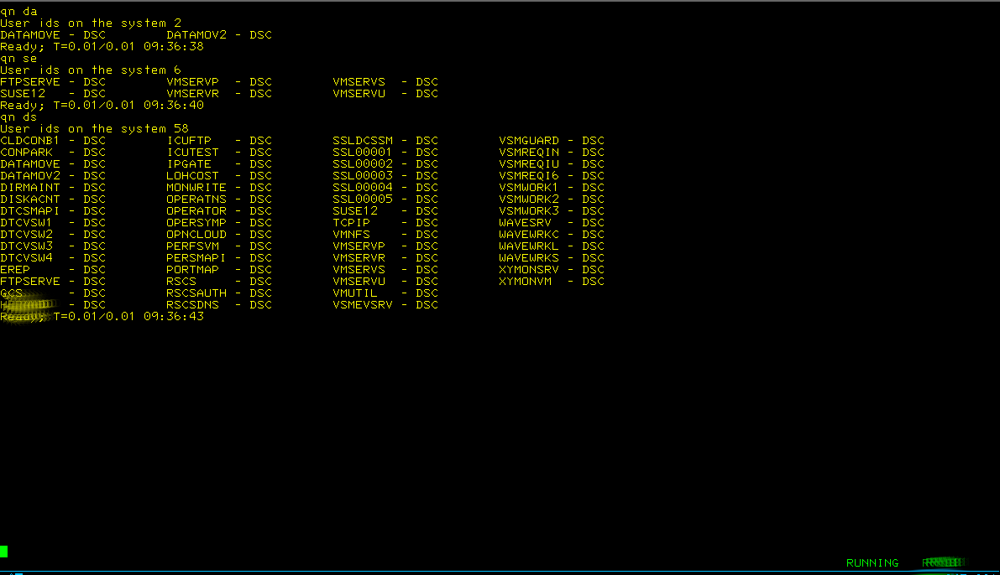 qn da
User ids on the system 2
DATAMOVE - DSC        DATAMOV2 - DSC
Ready; T=0.01/0.01 09:36:38
qn se
User ids on the system 6
FTPSERVE - DSC        VMSERVP  - DSC        VMSERVS  - DSC
SUSE12   - DSC        VMSERVR  - DSC        VMSERVU  - DSC
Ready; T=0.01/0.01 09:36:40
qn ds
User ids on the system 58
CLDCONB1 - DSC        ICUFTP   - DSC        SSLDCSSM - DSC        VSMGUARD - DSC
CONPARK  - DSC        ICUTEST  - DSC        SSL00001 - DSC        VSMREQIN - DSC
DATAMOVE - DSC        IPGATE   - DSC        SSL00002 - DSC        VSMREQIU - DSC
DATAMOV2 - DSC        LOHCOST  - DSC        SSL00003 - DSC        VSMREQI6 - DSC
DIRMAINT - DSC        MONWRITE - DSC        SSL00004 - DSC        VSMWORK1 - DSC
DISKACNT - DSC        OPERATNS - DSC        SSL00005 - DSC        VSMWORK2 - DSC
DTCSMAPI - DSC        OPERATOR - DSC        SUSE12   - DSC        VSMWORK3 - DSC
DTCVSW1  - DSC        OPERSYMP - DSC        TCPIP    - DSC        WAVESRV  - DSC
DTCVSW2  - DSC        OPNCLOUD - DSC        VMNFS    - DSC        WAVEWRKC - DSC
DTCVSW3  - DSC        PERFSVM  - DSC        VMSERVP  - DSC        WAVEWRKL - DSC
DTCVSW4  - DSC        PERSMAPI - DSC        VMSERVR  - DSC        WAVEWRKS - DSC
EREP     - DSC        PORTMAP  - DSC        VMSERVS  - DSC        XYMONSRV - DSC
FTPSERVE - DSC        RSCS     - DSC        VMSERVU  - DSC        XYMONVM  - DSC
GCS      - DSC        RSCSAUTH - DSC        VMUTIL   - DSC
- DSC        RSCSDNS  - DSC        VSMEVSRV - DSC
Ready; T=0.01/0.01 09:36:43
RUNNING